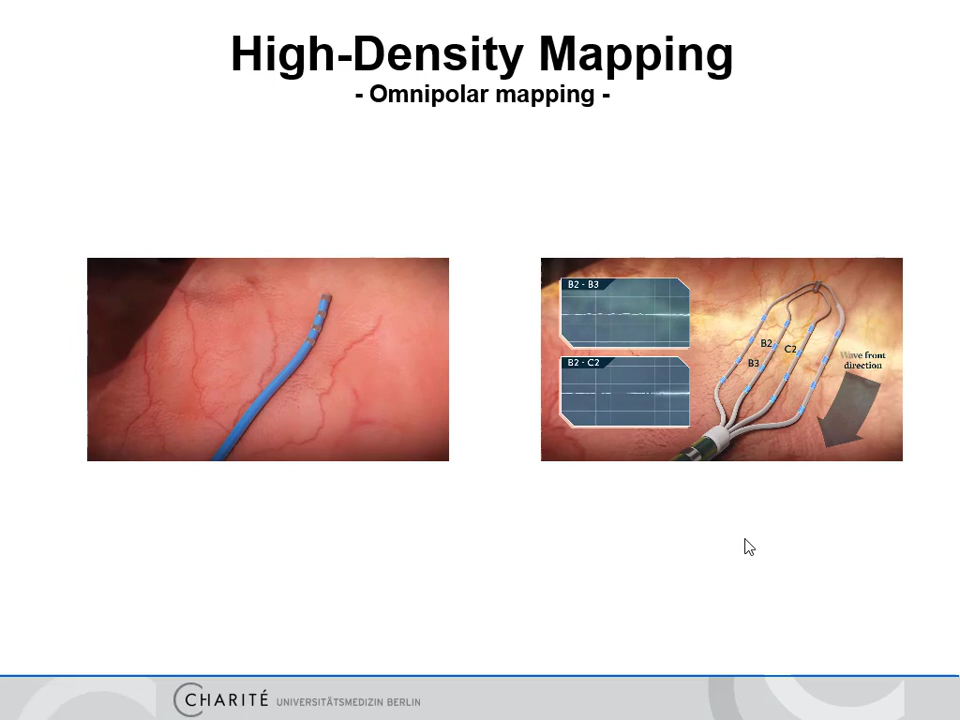 High-Density Mapping
- Omnipolar mapping -
B2 - B3
B2 - C2
B2
C2
B3
Wave front
direction
CHARITÉ UNIVERSITÄTSMEDIZIN BERLIN